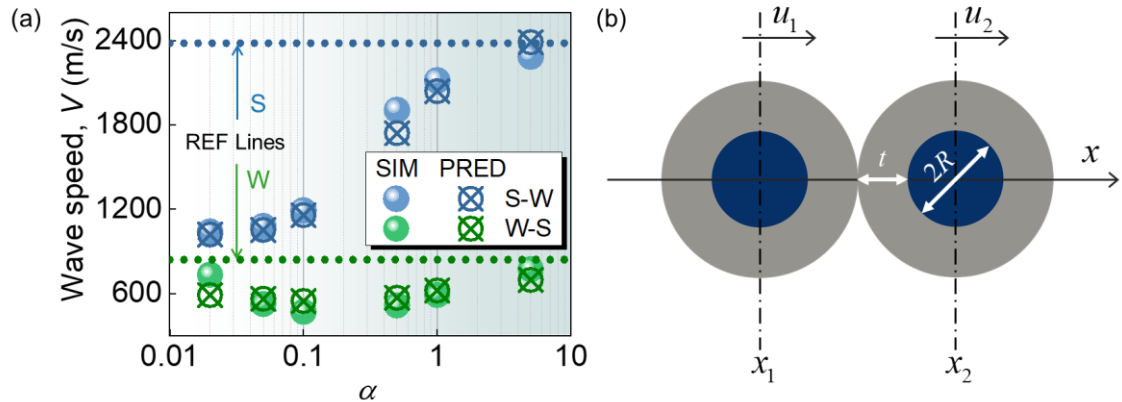 (a)
Wave speed, V (m/s)
2400
1800
1200
600
S
REF Lines
W
SIM PRED
S-W
W-S
0.01 0.1 1 10
α
(b)
u1 u2
t
2R
x
x1 x2